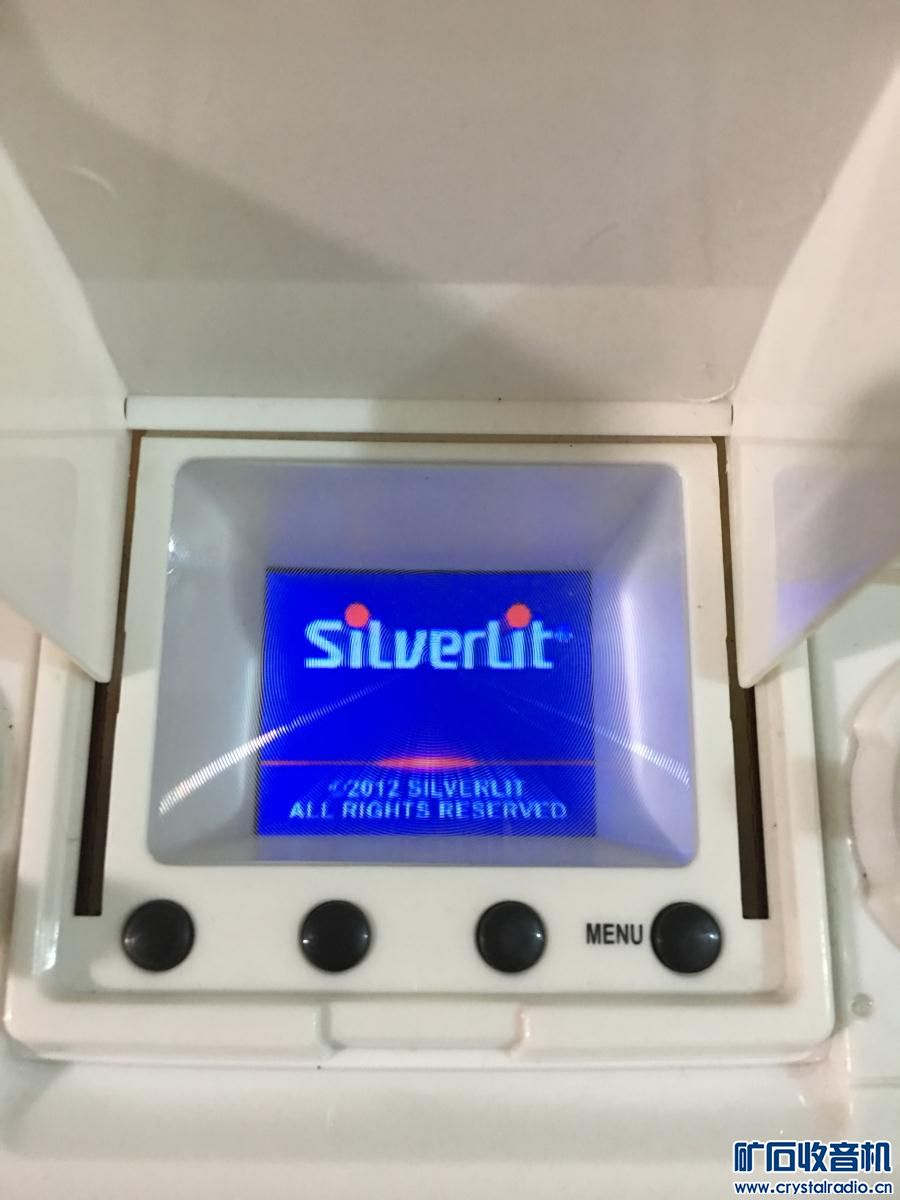 Silverlit®
©2012 SILVERLIT
ALL RIGHTS RESERVED
MENU
矿石收音机
www.crystalradio.cn